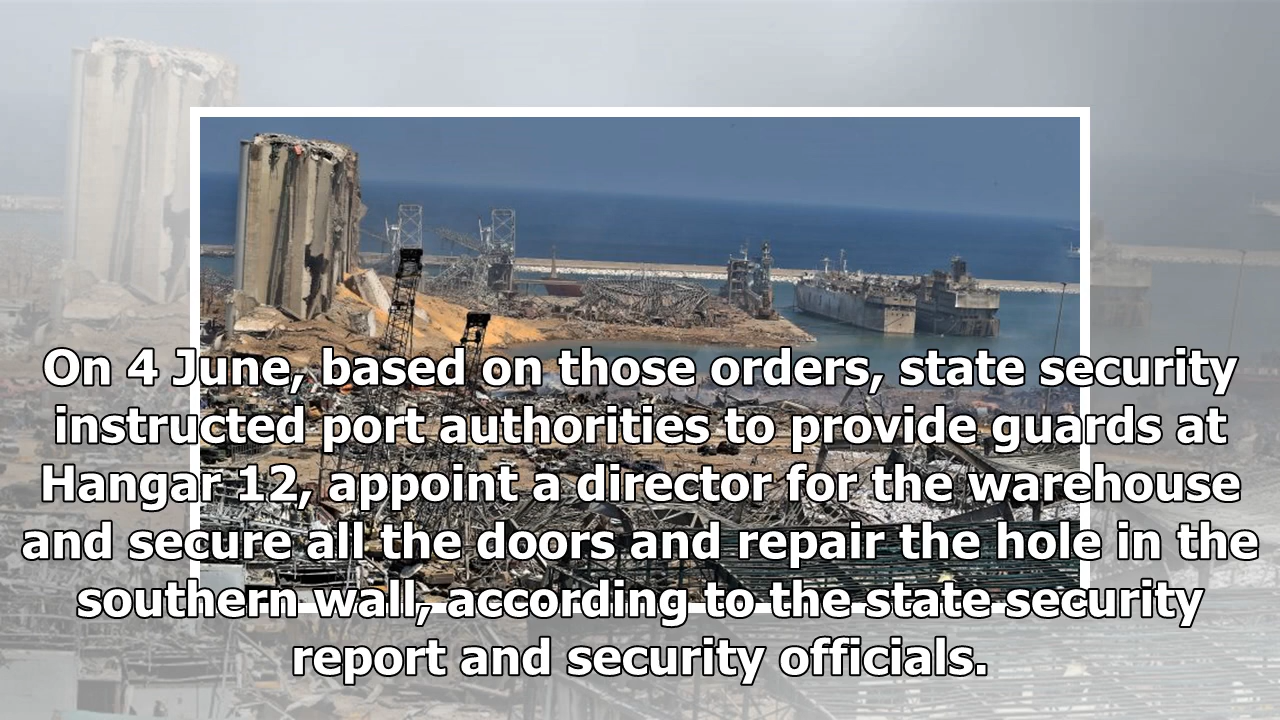 On 4 June, based on those orders, state security
instructed port authorities to provide guards at
Hangar 12, appoint a director for the warehouse
and secure all the doors and repair the hole in the
southern wall, according to the state security
report and security officials.